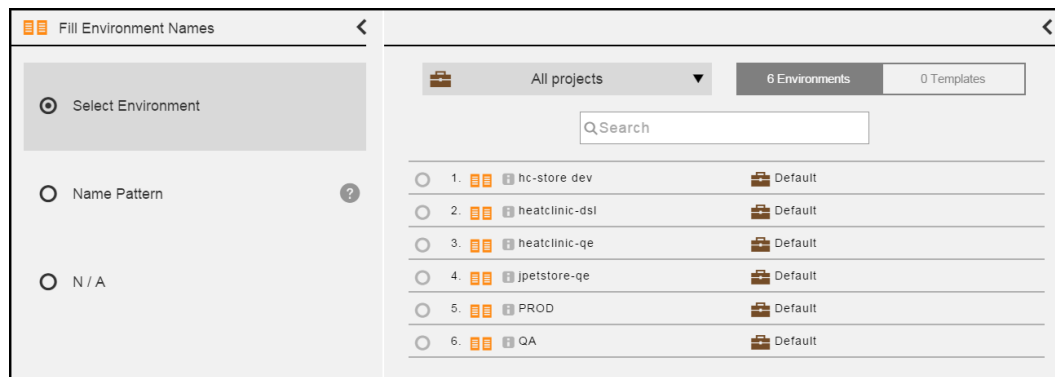 Fill Environment Names
Select Environment
Name Pattern
?
N / A
All projects
6 Environments
0 Templates
Search
1. hc-store dev Default
2. heatclinic-dsl Default
3. heatclinic-qe Default
4. jpetstore-qe Default
5. PROD Default
6. QA Default